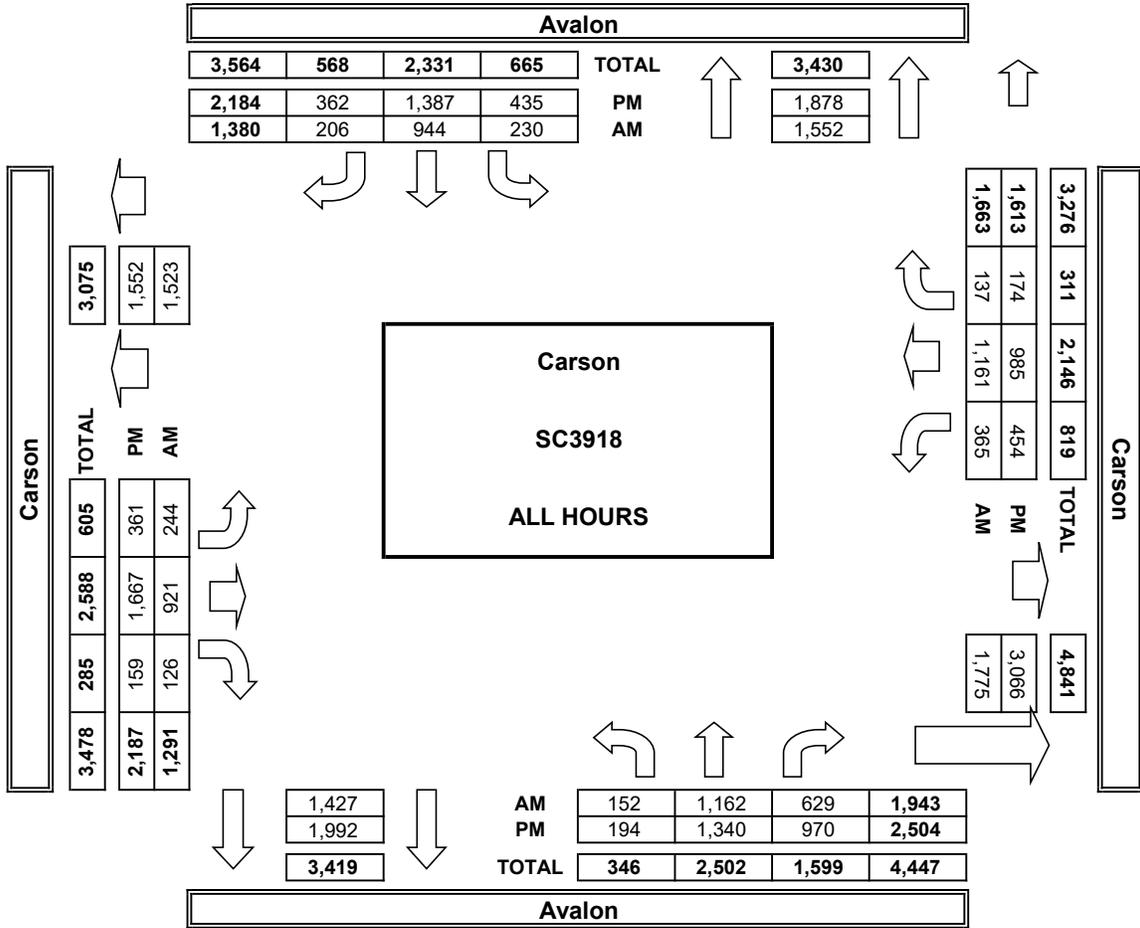 Avalon
3,564 568 2,331 665 TOTAL 3,430
2,184 362 1,387 435 PM 1,878
1,380 206 944 230 AM 1,552
Carson
3,075
1,552
1,523
TOTAL 605 2,588 285 3,478
PM 361 1,667 159 2,187
AM 244 921 126 1,291
Carson
SC3918
ALL HOURS
3,276 311 2,146 819 TOTAL 4,841
1,613 174 985 454 PM 3,066
1,663 137 1,161 365 AM 1,775
Carson
1,427 AM 152 1,162 629 1,943
1,992 PM 194 1,340 970 2,504
3,419 TOTAL 346 2,502 1,599 4,447
Avalon